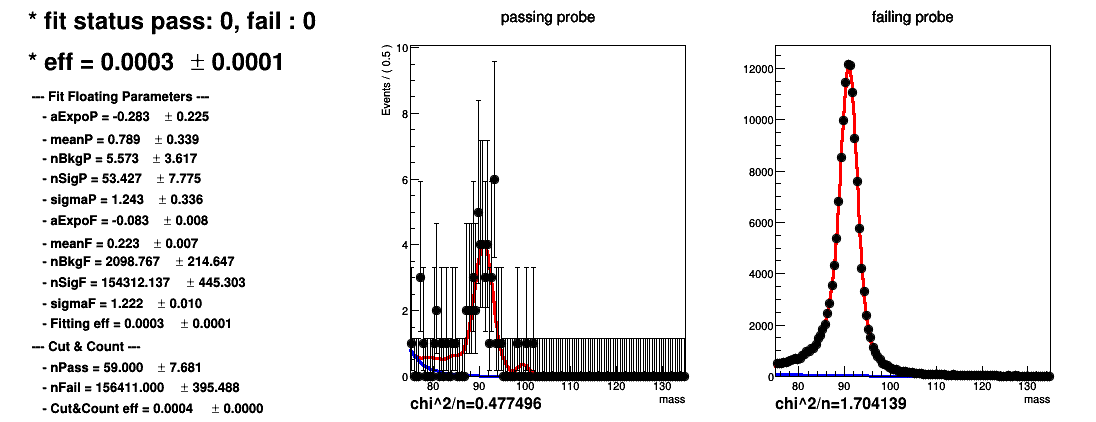 * fit status pass: 0, fail : 0
* eff = 0.0003 ± 0.0001
--- Fit Floating Parameters ---
- aExpoP = -0.283 ± 0.225
- meanP = 0.789 ± 0.339
- nBkgP = 5.573 ± 3.617
- nSigP = 53.427 ± 7.775
- sigmaP = 1.243 ± 0.336
- aExpoF = -0.083 ± 0.008
- meanF = 0.223 ± 0.007
- nBkgF = 2098.767 ± 214.647
- nSigF = 154312.137 ± 445.303
- sigmaF = 1.222 ± 0.010
- Fitting eff = 0.0003 ± 0.0001
--- Cut & Count ---
- nPass = 59.000 ± 7.681
- nFail = 156411.000 ± 395.488
- Cut&Count eff = 0.0004 ± 0.0000
passing probe
Events / ( 0.5 )
10
8
6
4
2
0
80 90 100 110 120 130
mass
chi^2/n=0.477496
failing probe
12000
10000
8000
6000
4000
2000
0
80 90 100 110 120 130
mass
chi^2/n=1.704139